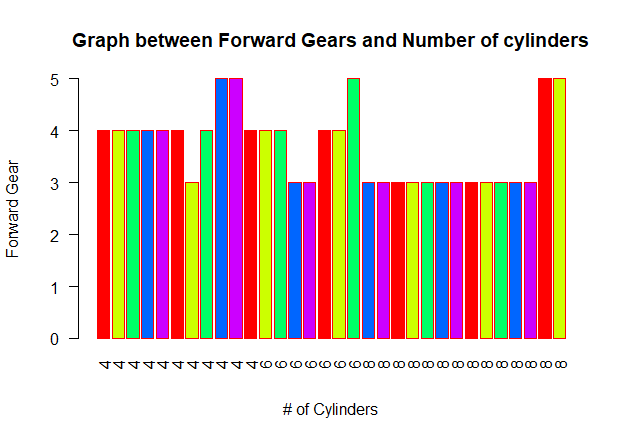 Graph between Forward Gears and Number of cylinders
5
4
3
2
1
0
Forward Gear
4 4 4 4 4 4 4 4 4 4 4 6 6 6 6 6 6 6 8 8 8 8 8 8 8 8 8 8 8 8 8 8
# of Cylinders